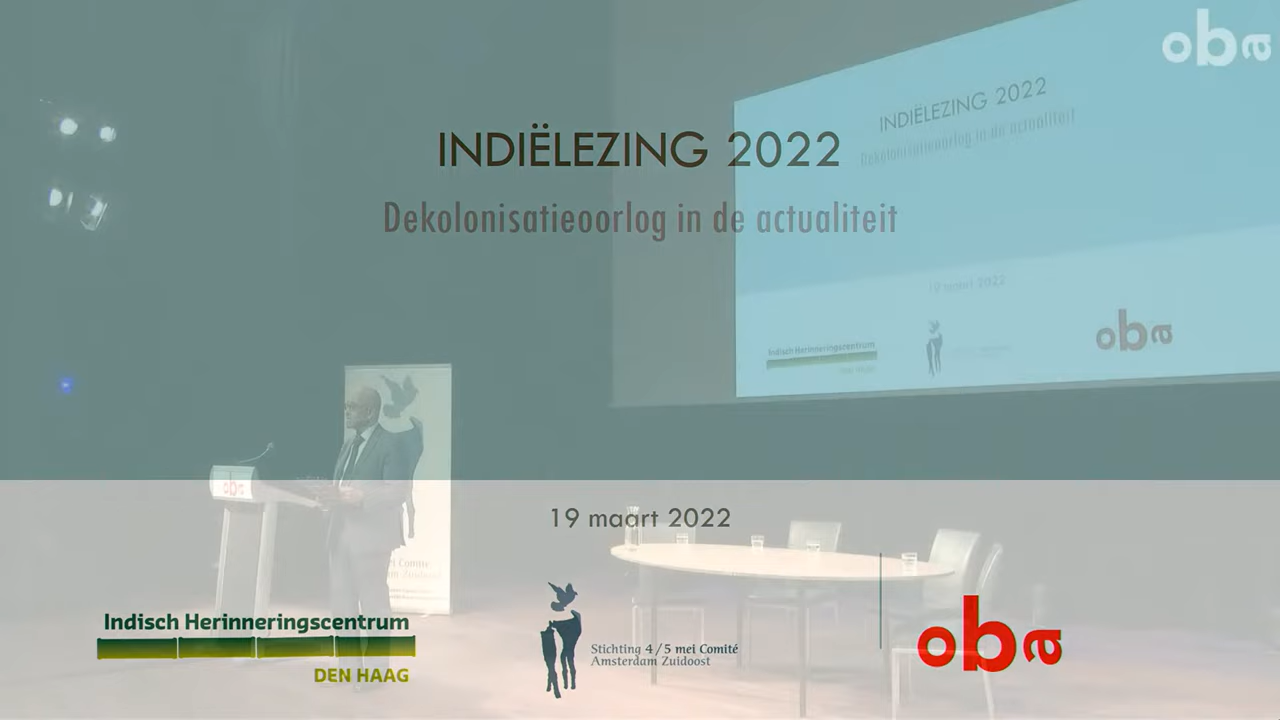 oba
INDIËLEZING 2022
Dekolonisatieoorlog in de actualiteit
INDIËLEZING 2022
Dekolonisatieoorlog in de actualiteit
19 maart 2022
Indisch Herinneringscentrum
oba
oba
19 maart 2022
Indisch Herinneringscentrum
DEN HAAG
Stichting 4/5 mei Comité
Amsterdam Zuidoost
oba